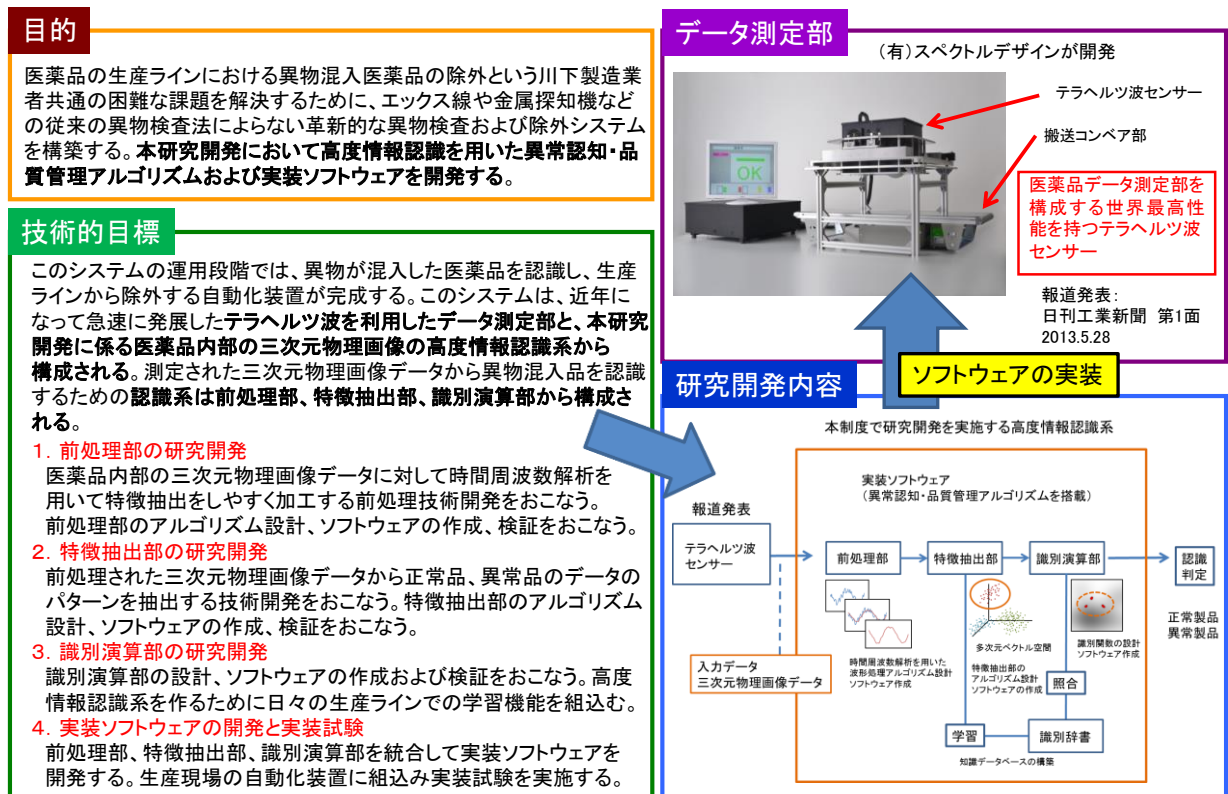 目的
医薬品の生産ラインにおける異物混入医薬品の除外という川下製造業
者共通の困難な課題を解決するために、エックス線や金属探知機など
の従来の異物検査法によらない革新的な異物検査および除外システム
を構築する。本研究開発において高度情報認識を用いた異常認知・品
質管理アルゴリズムおよび実装ソフトウェアを開発する。
技術的目標
このシステムの運用段階では、異物が混入した医薬品を認識し、生産
ラインから除外する自動化装置が完成する。このシステムは、近年に
なって急速に発展したテラヘルツ波を利用したデータ測定部と、本研究
開発に係る医薬品内部の三次元物理画像の高度情報認識系から
構成される。測定された三次元物理画像データから異物混入品を認識
するための認識系は前処理部、特徴抽出部、識別演算部から構成さ
れる。
1. 前処理部の研究開発
医薬品内部の三次元物理画像データに対して時間周波数解析を
用いて特徴抽出をしやすく加工する前処理技術開発をおこなう。
前処理部のアルゴリズム設計、ソフトウェアの作成、検証をおこなう。
2. 特徴抽出部の研究開発
前処理された三次元物理画像データから正常品、異常品のデータの
パターンを抽出する技術開発をおこなう。特徴抽出部のアルゴリズム
設計、ソフトウェアの作成、検証をおこなう。
3. 識別演算部の研究開発
識別演算部の設計、ソフトウェアの作成および検証をおこなう。高度
情報認識系を作るために日々の生産ラインでの学習機能を組込む。
4. 実装ソフトウェアの開発と実装試験
前処理部、特徴抽出部、識別演算部を統合して実装ソフトウェアを
開発する。生産現場の自動化装置に組込み実装試験を実施する。
データ測定部
（有）スペクトルデザインが開発
テラヘルツ波センサー
搬送コンベア部
OK
医薬品データ測定部を
構成する世界最高性
能を持つテラヘルツ波
センサー
報道発表：
日刊工業新聞 第1面
2013.5.28
ソフトウェアの実装
研究開発内容
本制度で研究開発を実施する高度情報認識系
実装ソフトウェア
（異常認知・品質管理アルゴリズムを搭載）
報道発表
テラヘルツ波
センサー
前処理部
特徴抽出部
識別演算部
認識
判定
正常製品
異常製品
多次元ベクトル空間
識別関数の設計
ソフトウェア作成
時間周波数解析を用いた
波形処理アルゴリズム設計
ソフトウェア作成
特徴抽出部の
アルゴリズム設計
ソフトウェアの作成
照合
入力データ
三次元物理画像データ
学習
識別辞書
知識データベースの構築